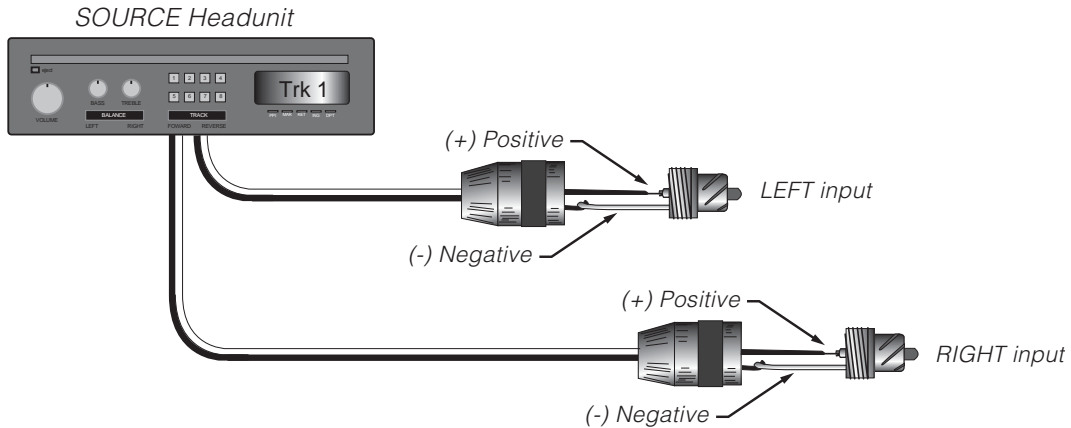 SOURCE Headunit
eject
1 2 3 4
Trk 1
5 6 7 8
BASS TREBLE
VOLUME
BALANCE TRACK
LEFT RIGHT FOWARD REVERSE
(+) Positive
LEFT input
(-) Negative
(+) Positive
RIGHT input
(-) Negative